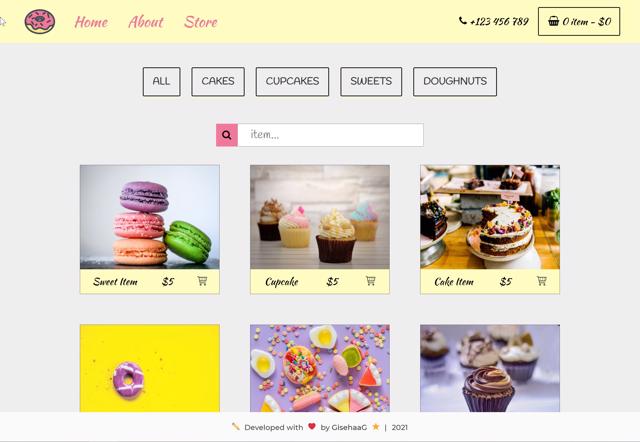 Home About Store +123 456 789 0 item - $0
ALL CAKES CUPCAKES SWEETS DOUGHNUTS
item...
Sweet Item $5 Cupcake $5 Cake Item $5
Developed with by GisehaaG | 2021